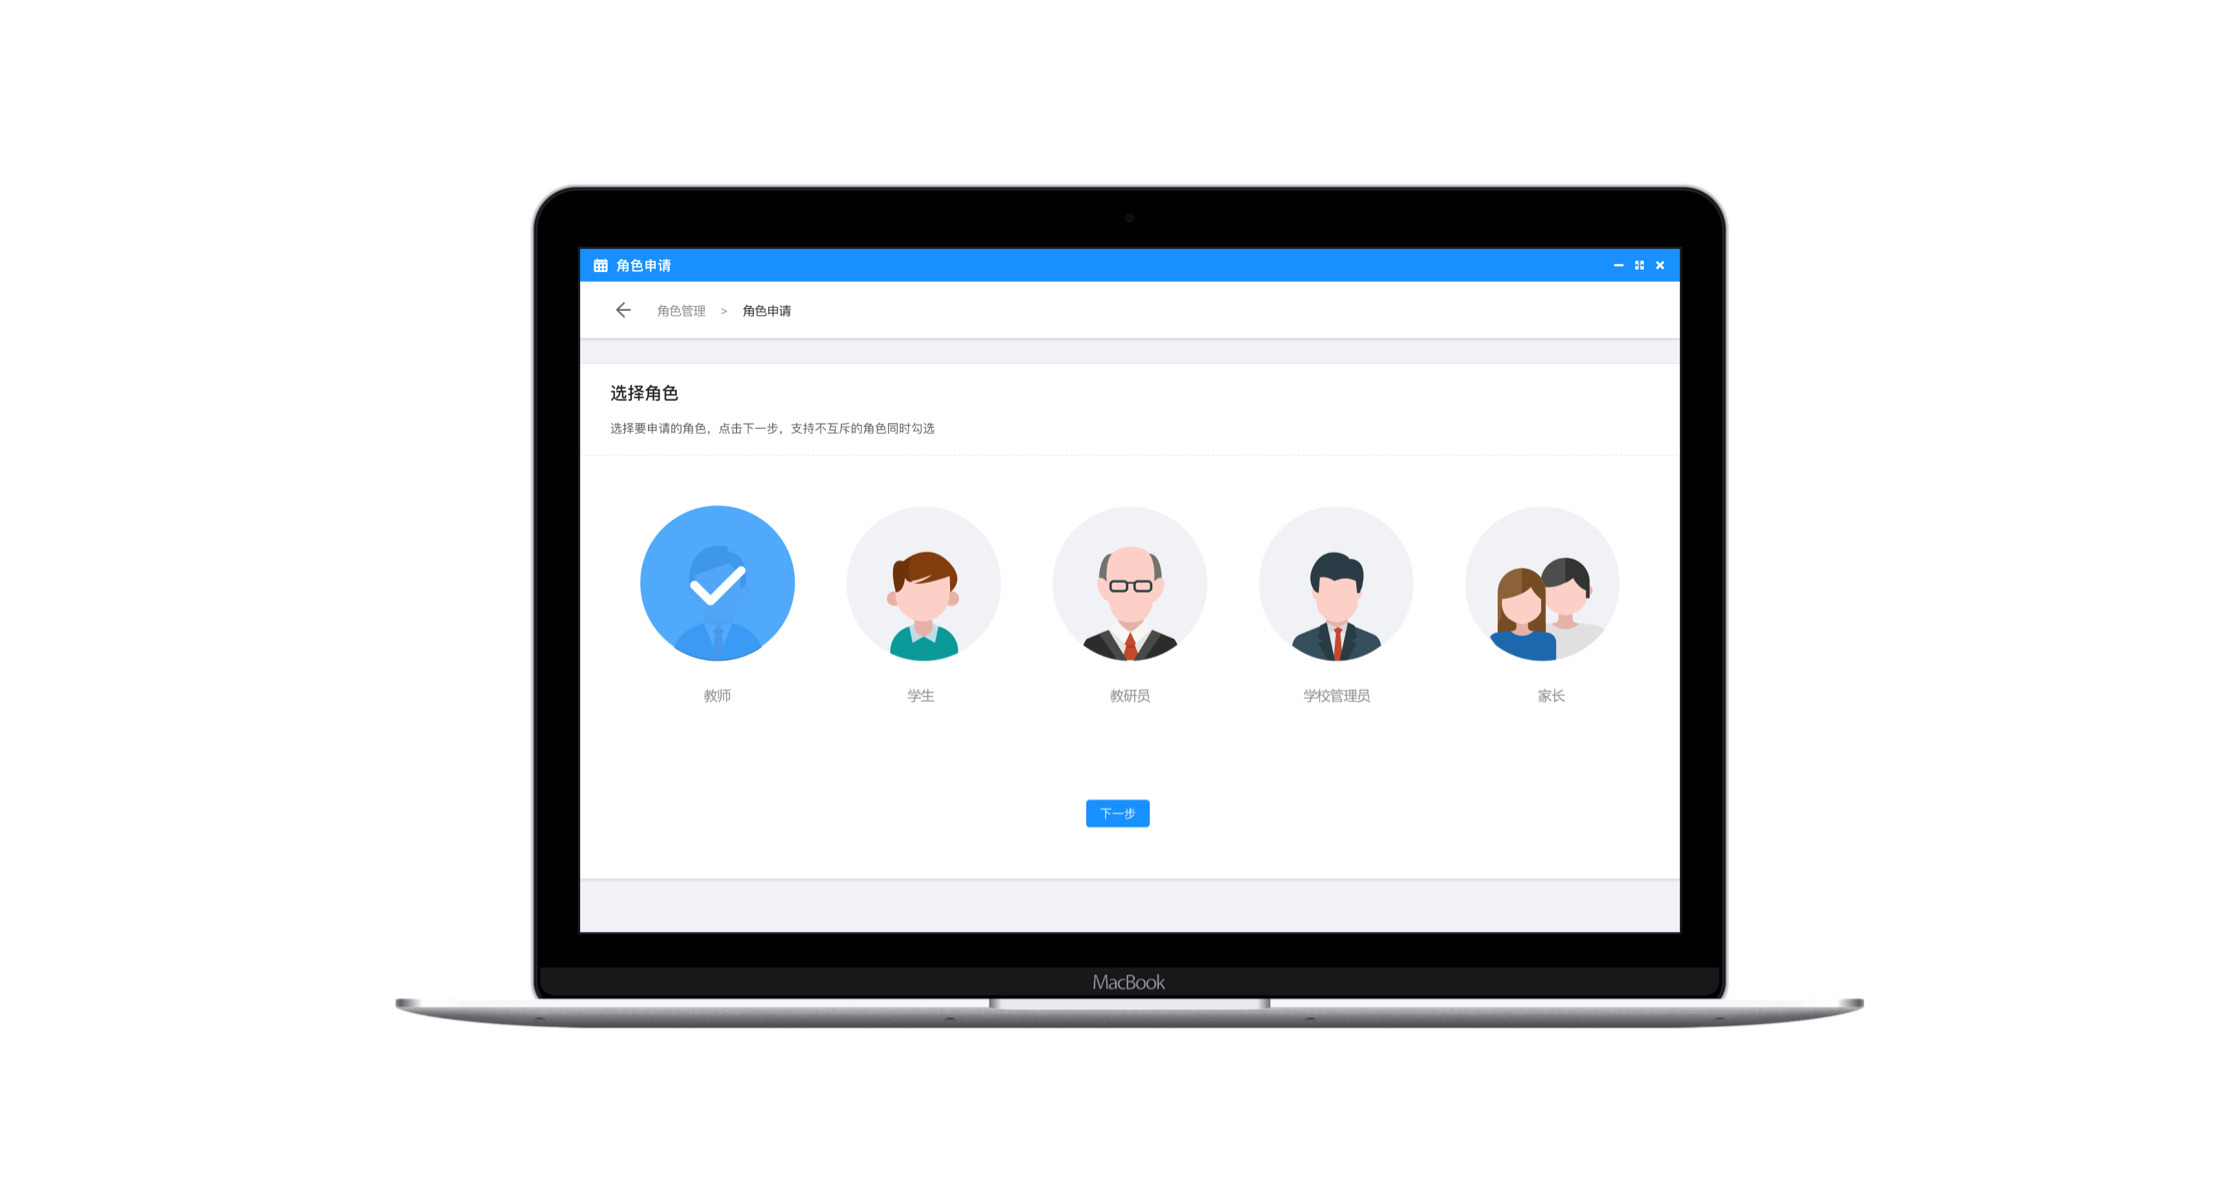 角色申请
角色管理 > 角色申请
选择角色
选择要申请的角色，点击下一步，支持不互斥的角色同时勾选
教师 学生 教研员 学校管理员 家长
下一步
MacBook